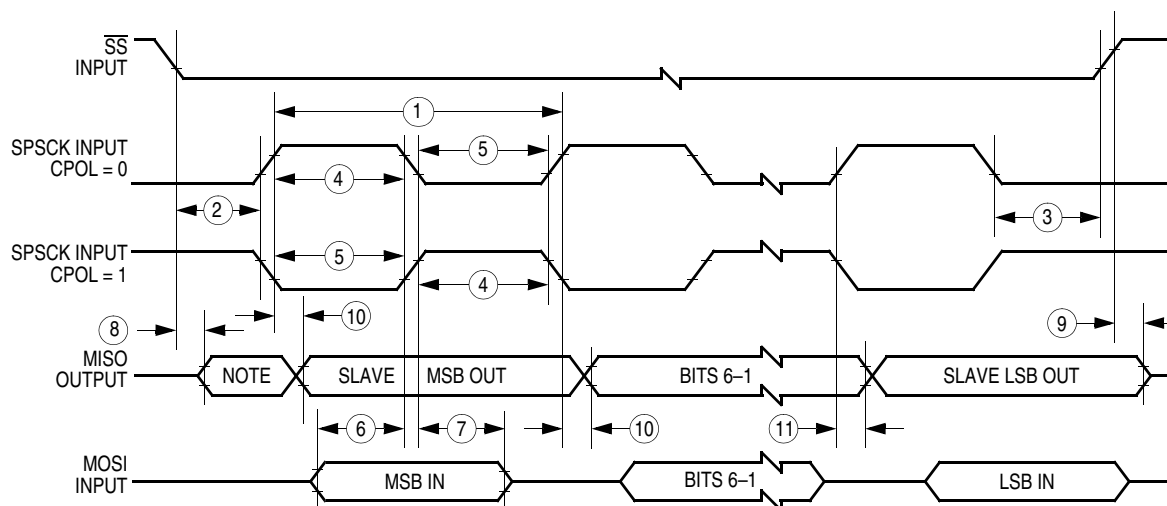 SS
INPUT
1
SPSCK INPUT
CPOL = 0
5
4
2
3
SPSCK INPUT
CPOL = 1
5
4
8
10
9
MISO
OUTPUT
NOTE
SLAVE MSB OUT
BITS 6–1
SLAVE LSB OUT
6
7
10
11
MOSI
INPUT
MSB IN
BITS 6–1
LSB IN